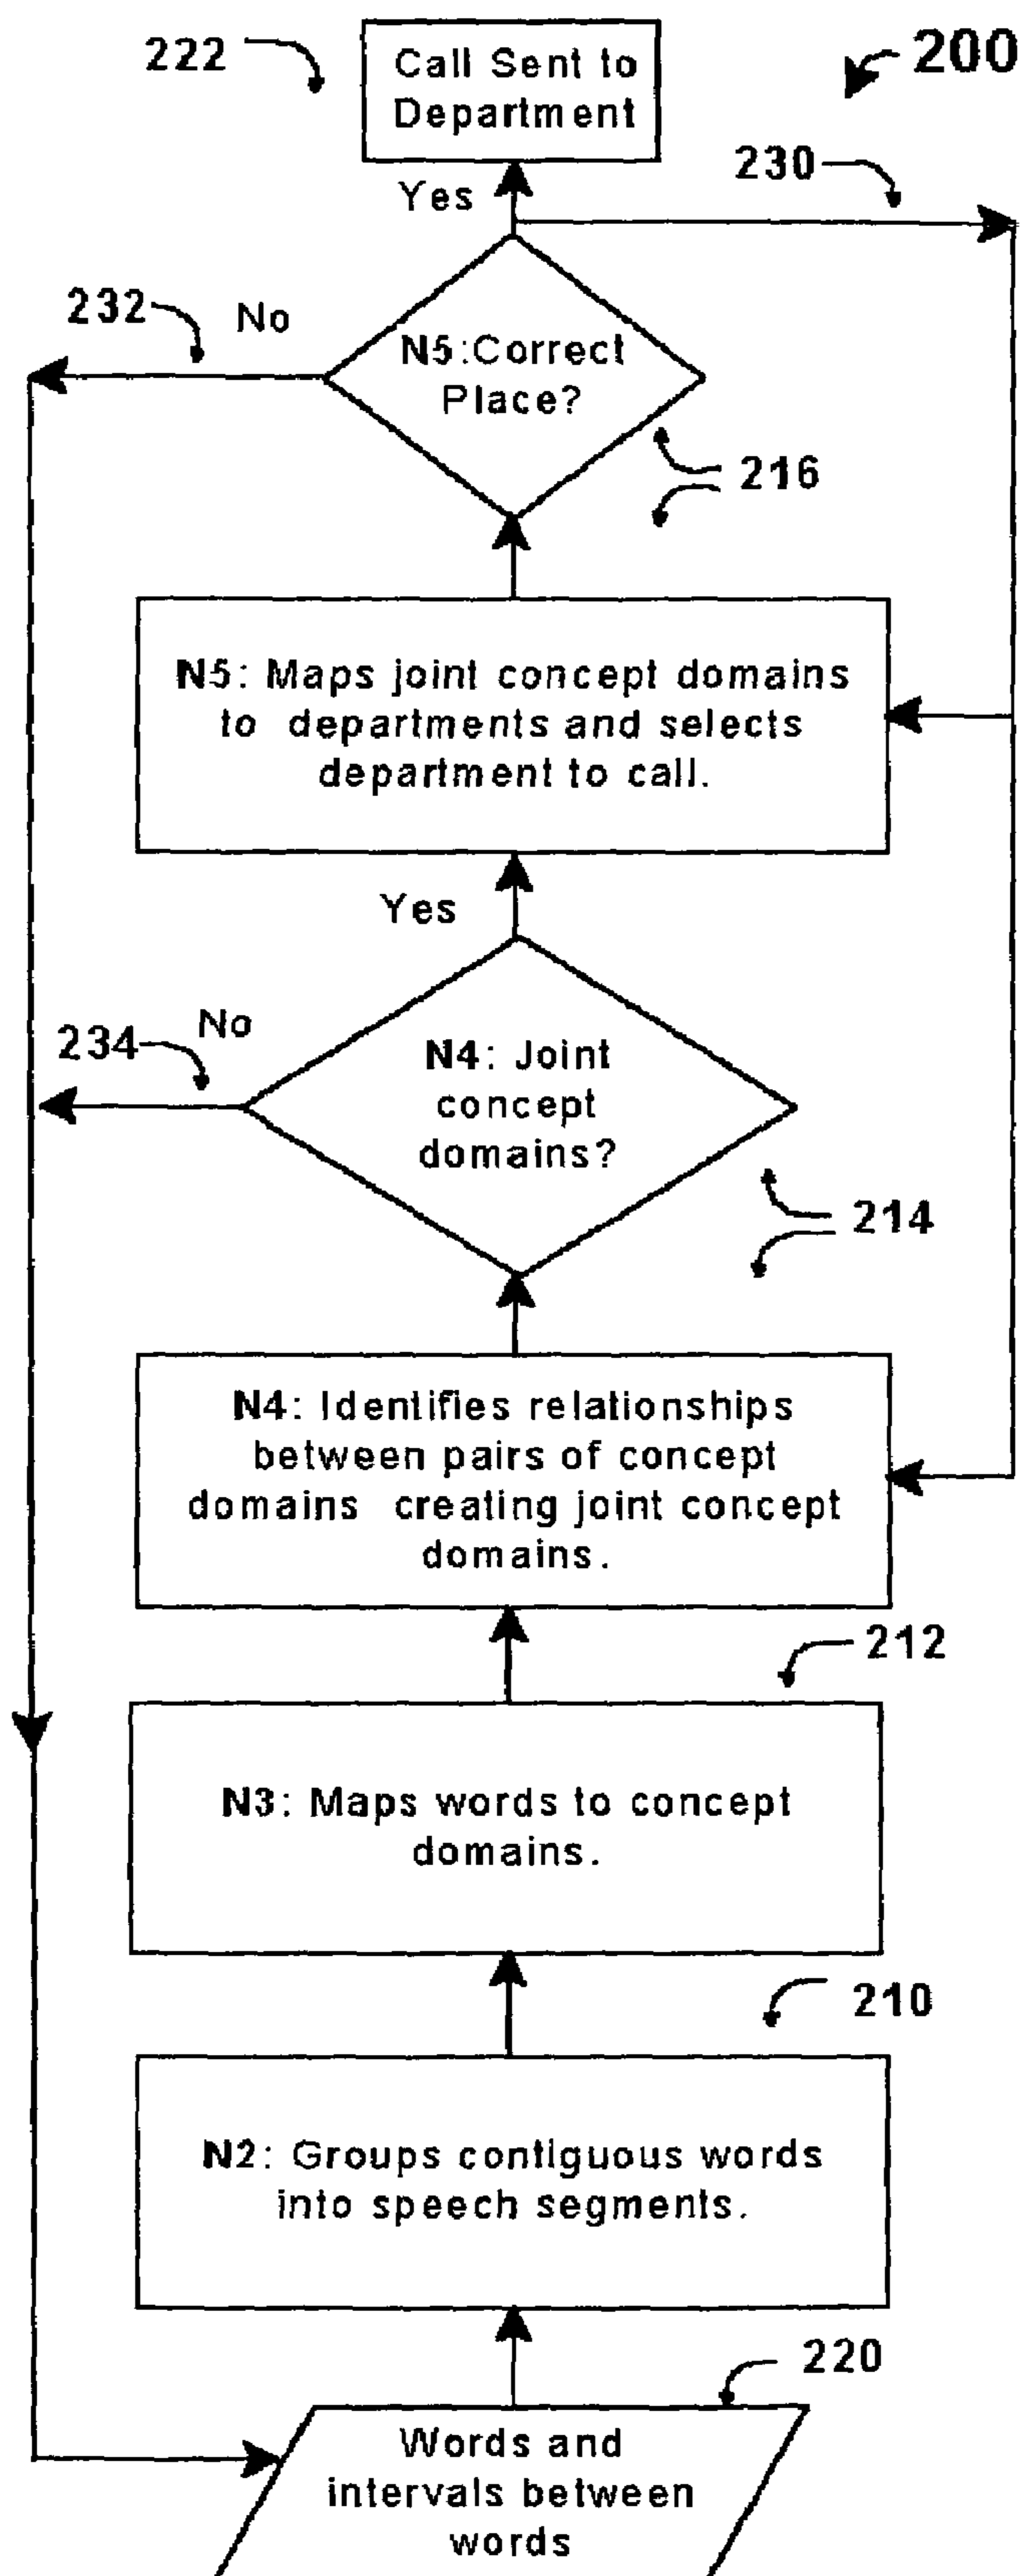 222
Call Sent to
Department
200
Yes
230
232
No
N5:Correct
Place?
216
N5: Maps joint concept domains
to departments and selects
department to call.
Yes
No
234
N4: Joint
concept
domains?
214
N4: Identifies relationships
between pairs of concept
domains creating joint concept
domains.
212
N3: Maps words to concept
domains.
210
N2: Groups contiguous words
into speech segments.
220
Words and
intervals between
words